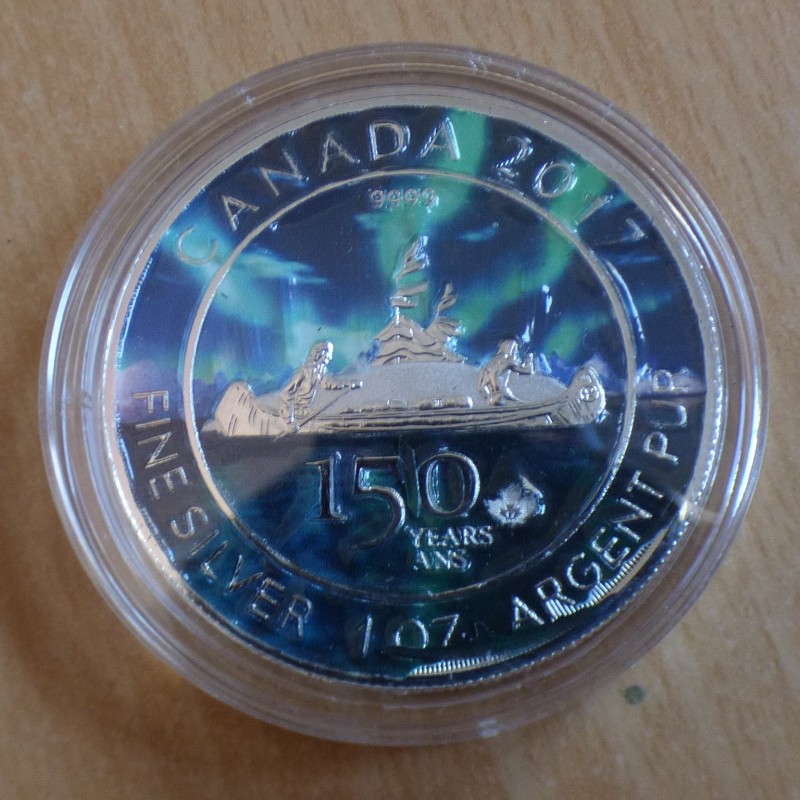 CANADA 2017
9999
150
YEARS
ANS
FINE SILVER 1 OZ. ARGENT PUR